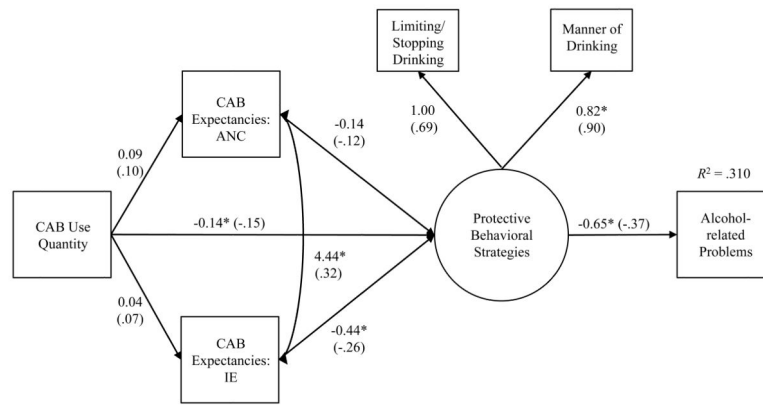 Limiting/
Stopping
Drinking
Manner of
Drinking
CAB
Expectancies:
ANC
1.00
(.69)
0.82*
(.90)
-0.14
(-.12)
0.09
(.10)
R² = .310
CAB Use
Quantity
-0.14* (-.15)
Protective
Behavioral
Strategies
-0.65* (-.37)
Alcohol-
related
Problems
4.44*
(.32)
0.04
(.07)
-0.44*
(-.26)
CAB
Expectancies:
IE